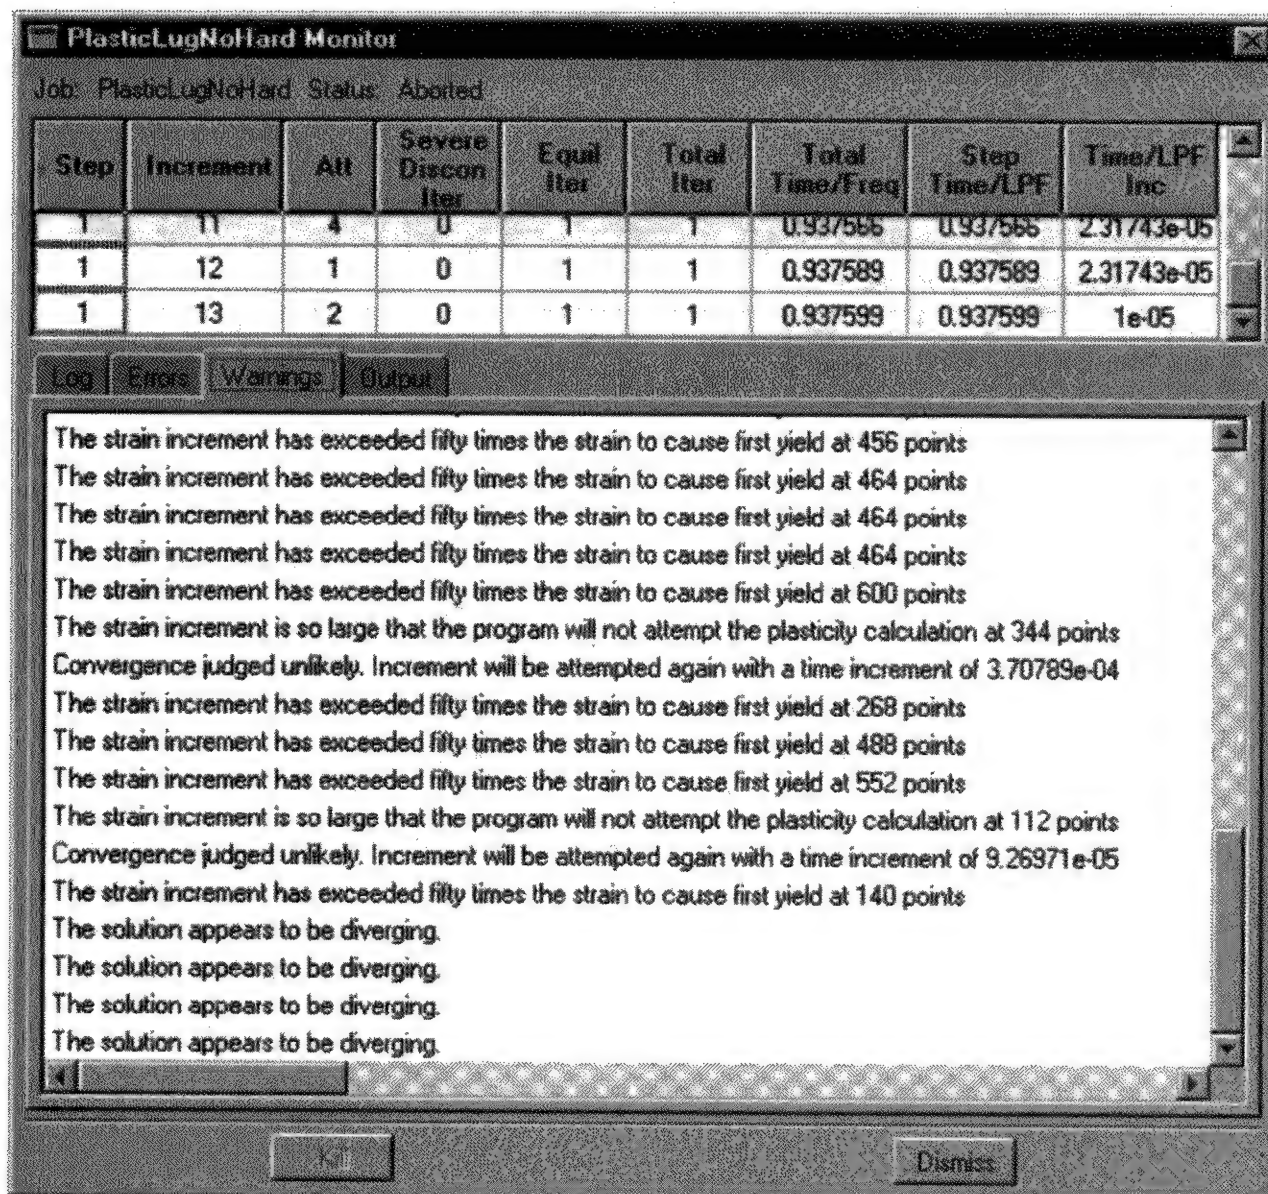 PlasticLugNoHard Monitor
Job: PlasticLugNoHard Status: Aborted
Step Increment Att Severe Discon Iter Equil Iter Total Iter Total Time/Freq Step Time/LPF Time/LPF Inc
1 11 4 0 1 1 0.937566 0.937566 2.31743e-05
1 12 1 0 1 1 0.937589 0.937589 2.31743e-05
1 13 2 0 1 1 0.937599 0.937599 1e-05
Log Errors Warnings Output
The strain increment has exceeded fifty times the strain to cause first yield at 456 points
The strain increment has exceeded fifty times the strain to cause first yield at 464 points
The strain increment has exceeded fifty times the strain to cause first yield at 464 points
The strain increment has exceeded fifty times the strain to cause first yield at 464 points
The strain increment has exceeded fifty times the strain to cause first yield at 600 points
The strain increment is so large that the program will not attempt the plasticity calculation at 344 points
Convergence judged unlikely. Increment will be attempted again with a time increment of 3.70789e-04
The strain increment has exceeded fifty times the strain to cause first yield at 268 points
The strain increment has exceeded fifty times the strain to cause first yield at 488 points
The strain increment has exceeded fifty times the strain to cause first yield at 552 points
The strain increment is so large that the program will not attempt the plasticity calculation at 112 points
Convergence judged unlikely. Increment will be attempted again with a time increment of 9.26971e-05
The strain increment has exceeded fifty times the strain to cause first yield at 140 points
The solution appears to be diverging.
The solution appears to be diverging.
The solution appears to be diverging.
The solution appears to be diverging.
Kill Dismiss